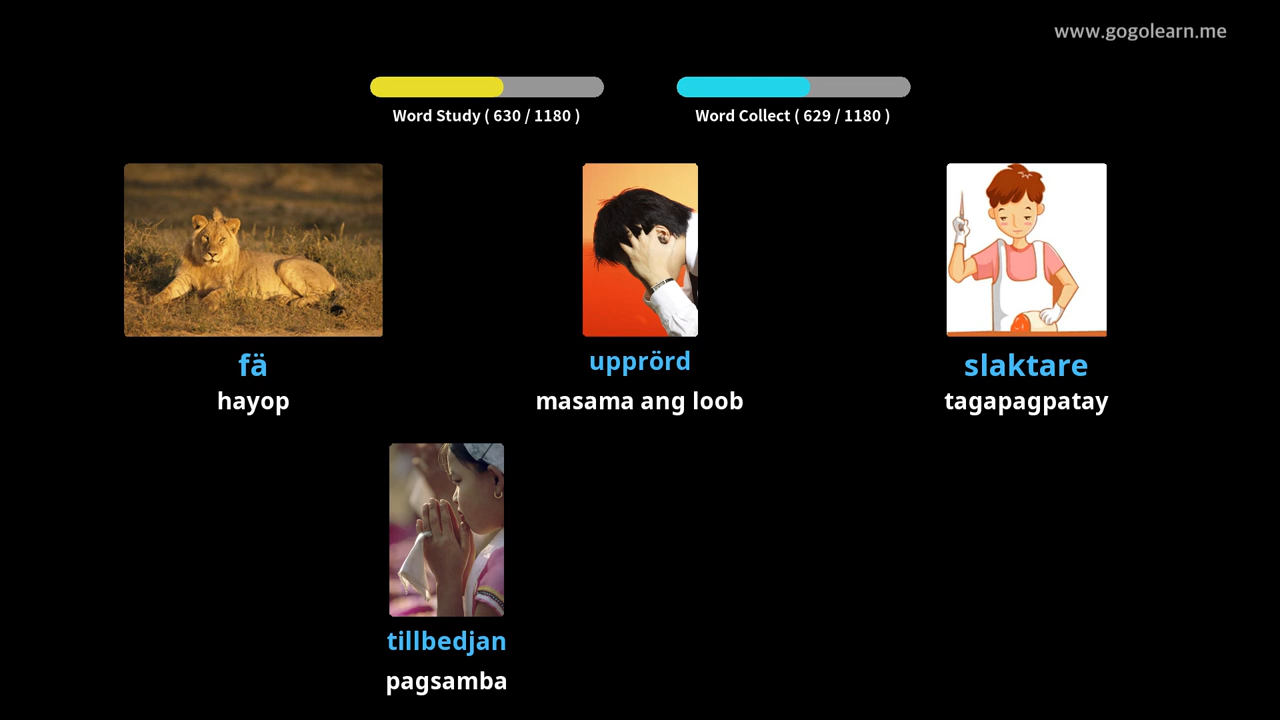 www.gogolearn.me
Word Study ( 630 / 1180 )
Word Collect ( 629 / 1180 )
fä
hayop
upprörd
masama ang loob
slaktare
tagapagpatay
tillbedjan
pagsamba